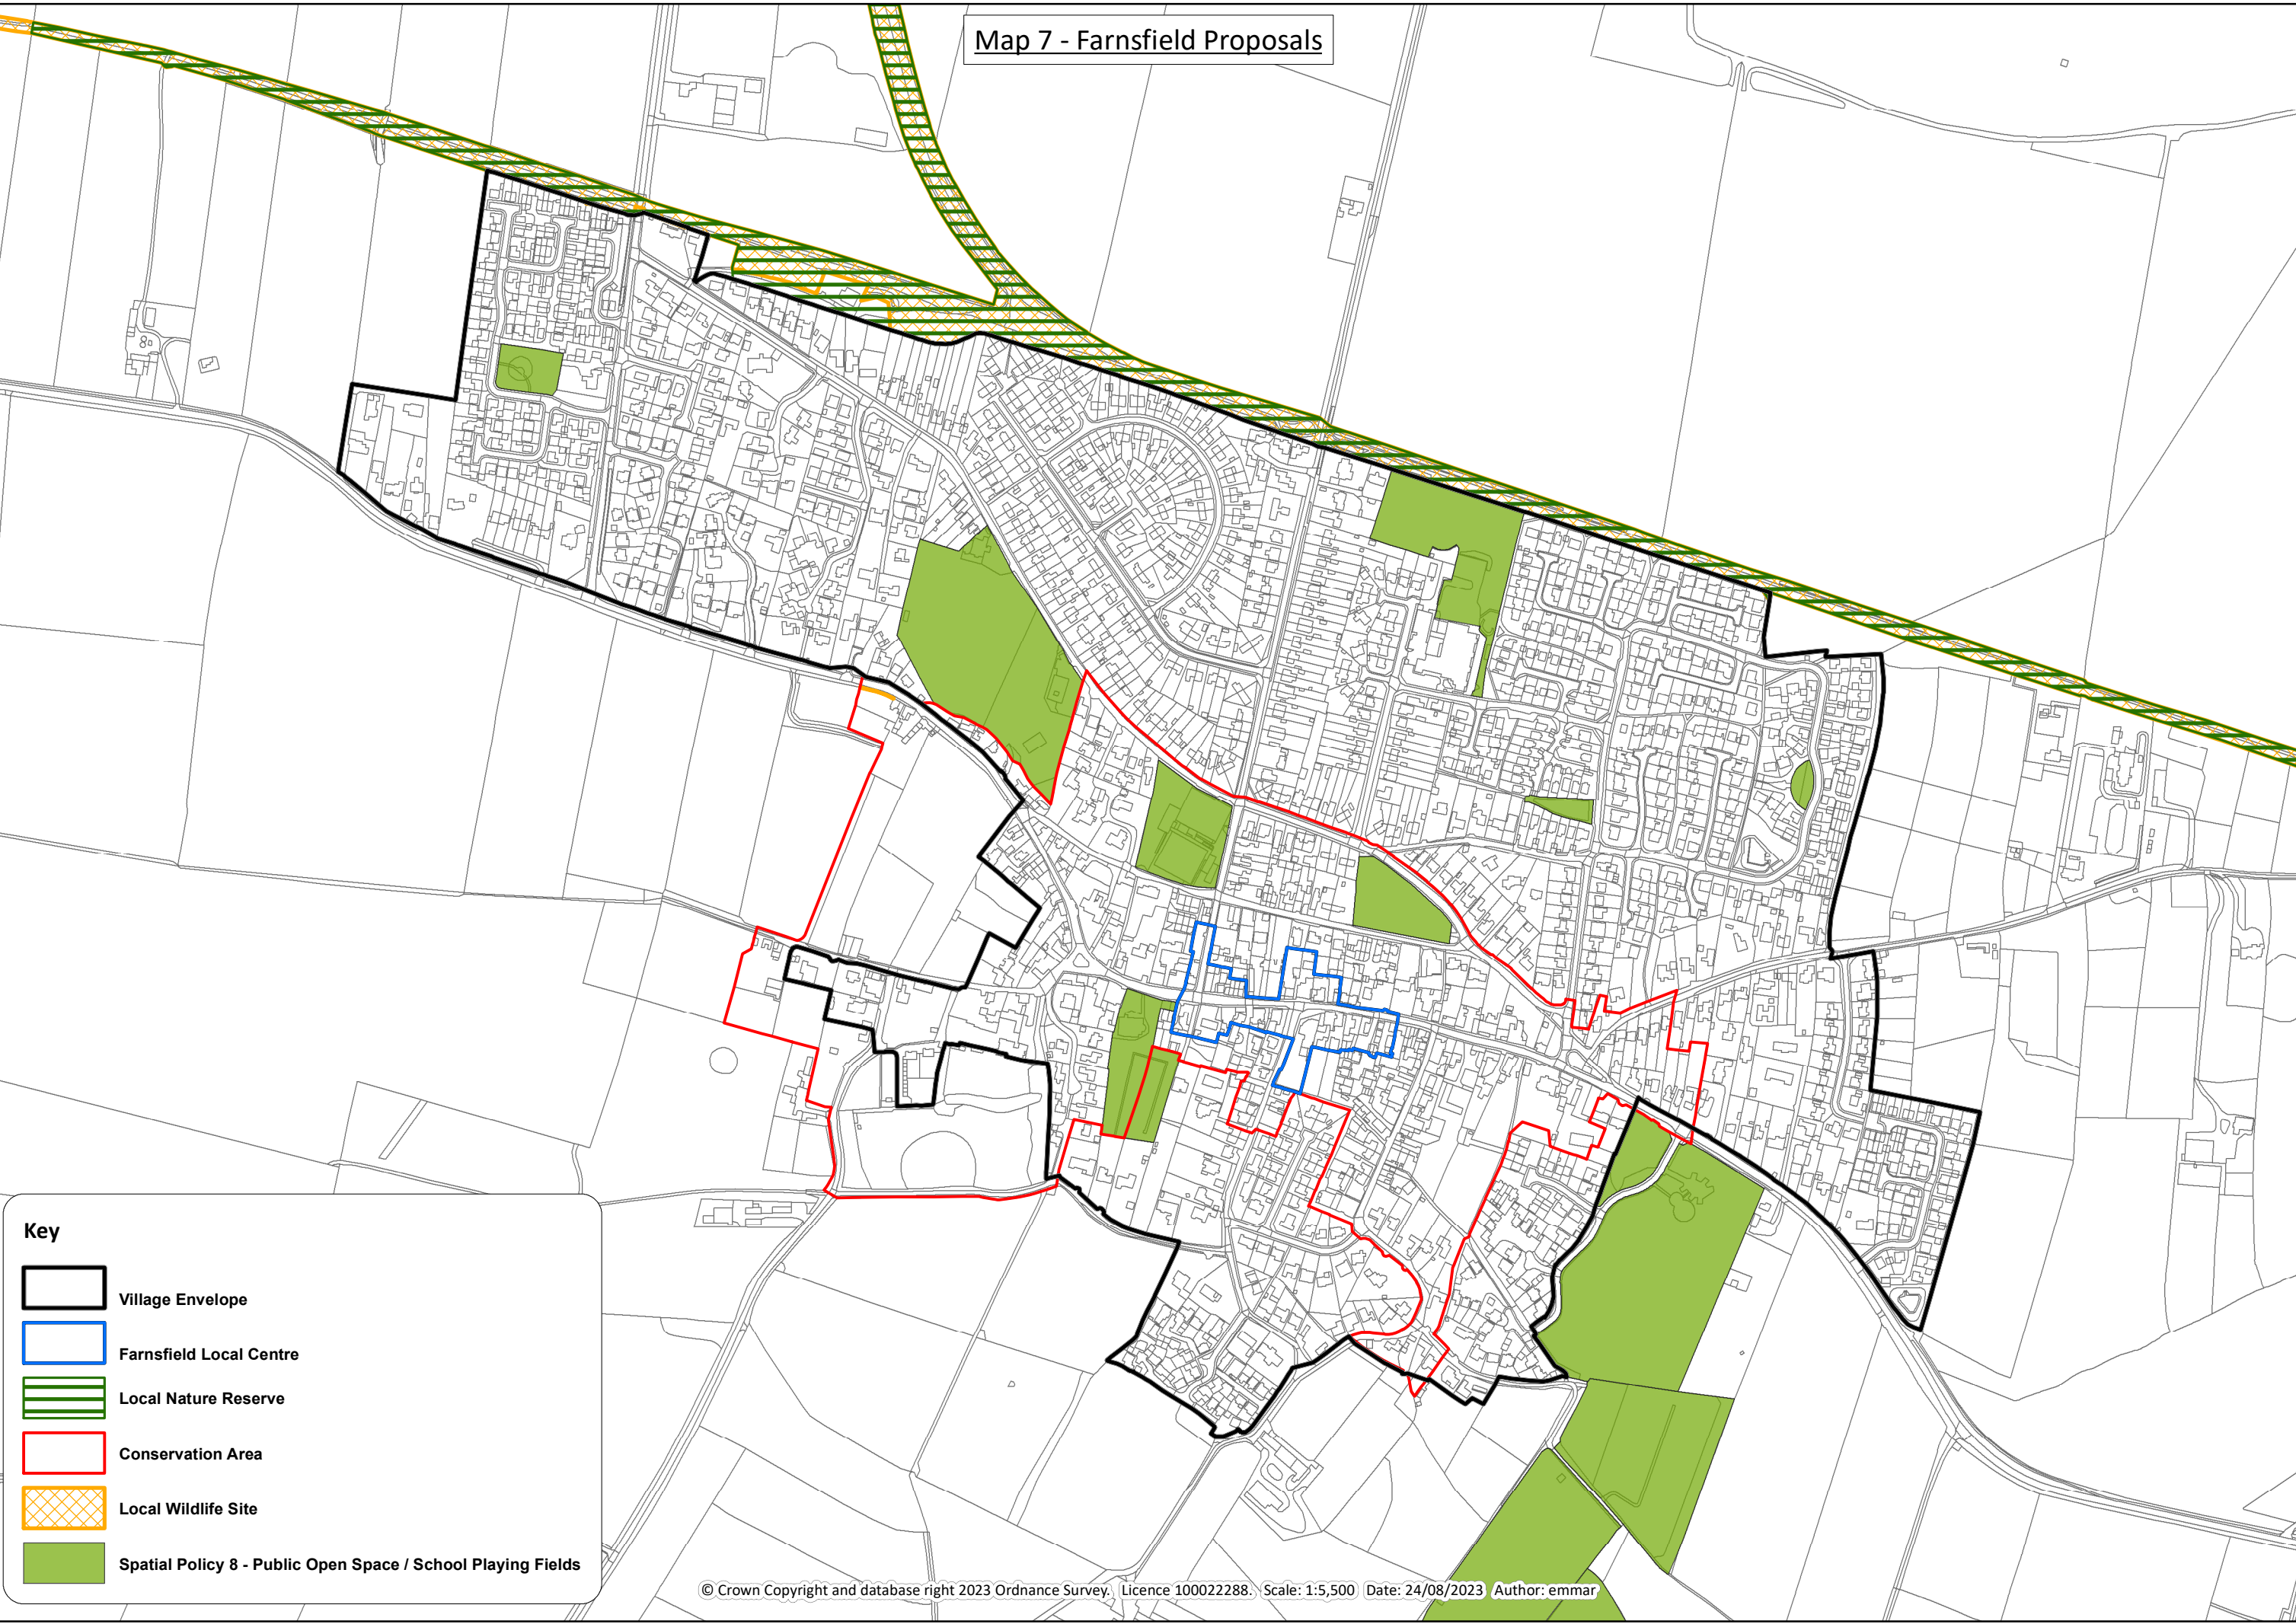 Map 7 - Farnsfield Proposals
Key
Village Envelope
Farnsfield Local Centre
Local Nature Reserve
Conservation Area
Local Wildlife Site
Spatial Policy 8 - Public Open Space / School Playing Fields
© Crown Copyright and database right 2023 Ordnance Survey. Licence 100022288. Scale: 1:5,500 Date: 24/08/2023 Author: emmar